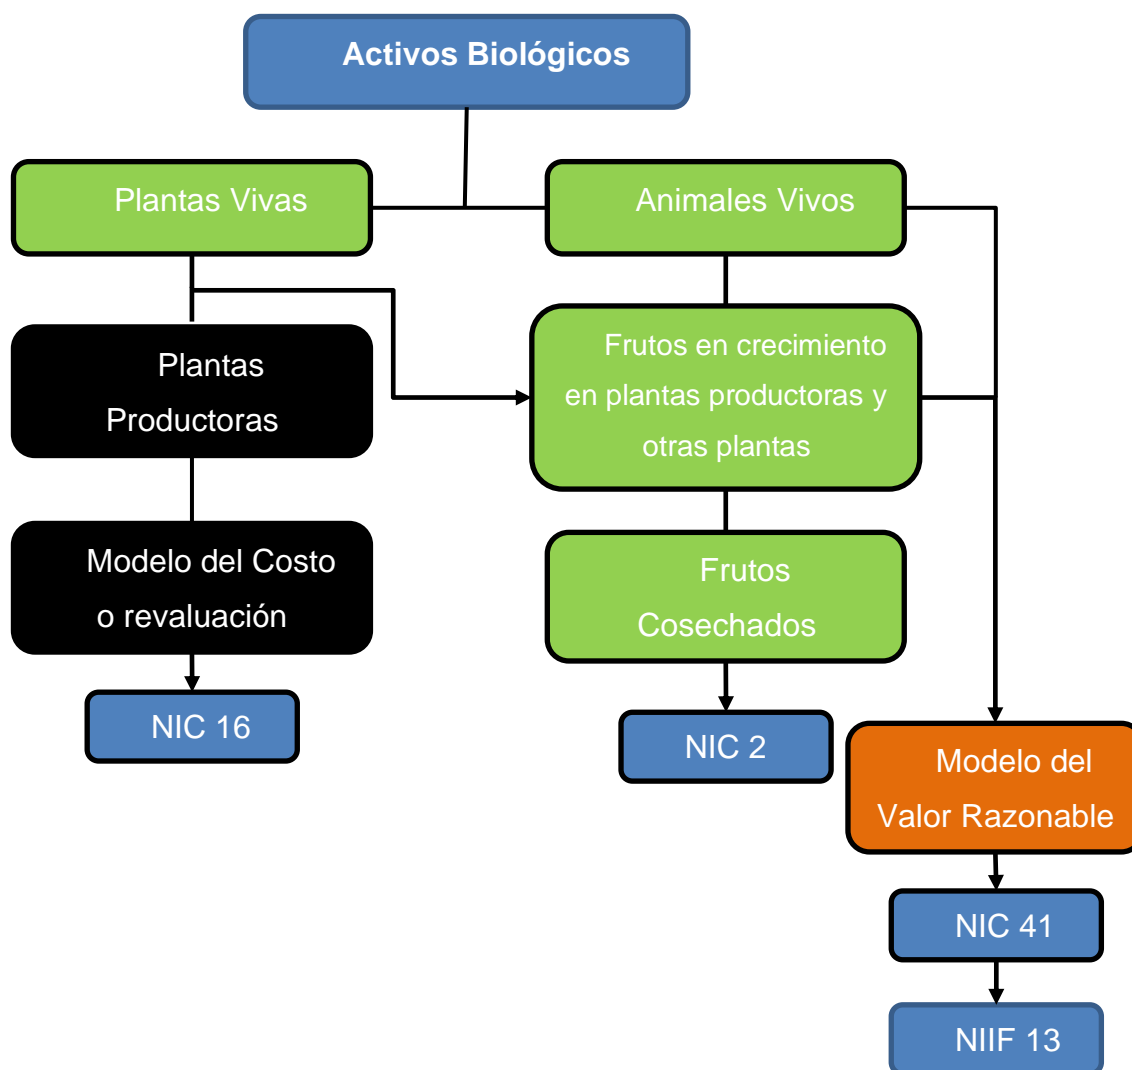 Activos Biológicos
Plantas Vivas
Animales Vivos
Plantas
Productoras
Frutos en crecimiento
en plantas productoras y
otras plantas
Modelo del Costo
o revaluación
Frutos
Cosechados
NIC 16
NIC 2
Modelo del
Valor Razonable
NIC 41
NIIF 13